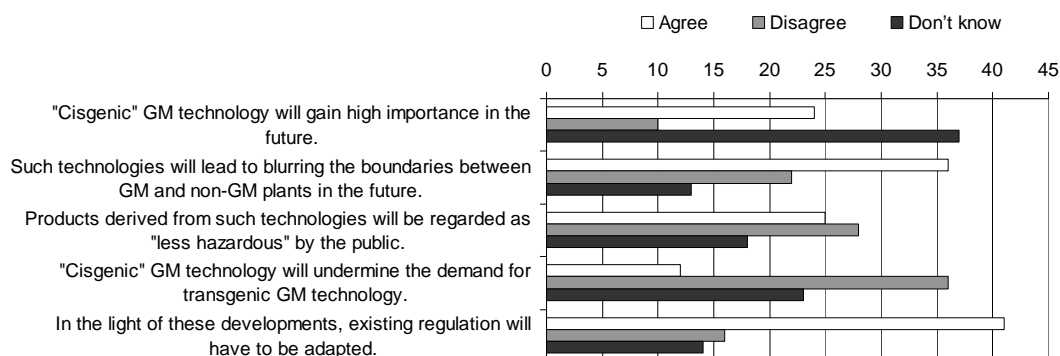 Agree Disagree Don't know
0 5 10 15 20 25 30 35 40 45
"Cisgenic" GM technology will gain high importance in the
future.
Such technologies will lead to blurring the boundaries between
GM and non-GM plants in the future.
Products derived from such technologies will be regarded as
"less hazardous" by the public.
"Cisgenic" GM technology will undermine the demand for
transgenic GM technology.
In the light of these developments, existing regulation will
have to be adapted.